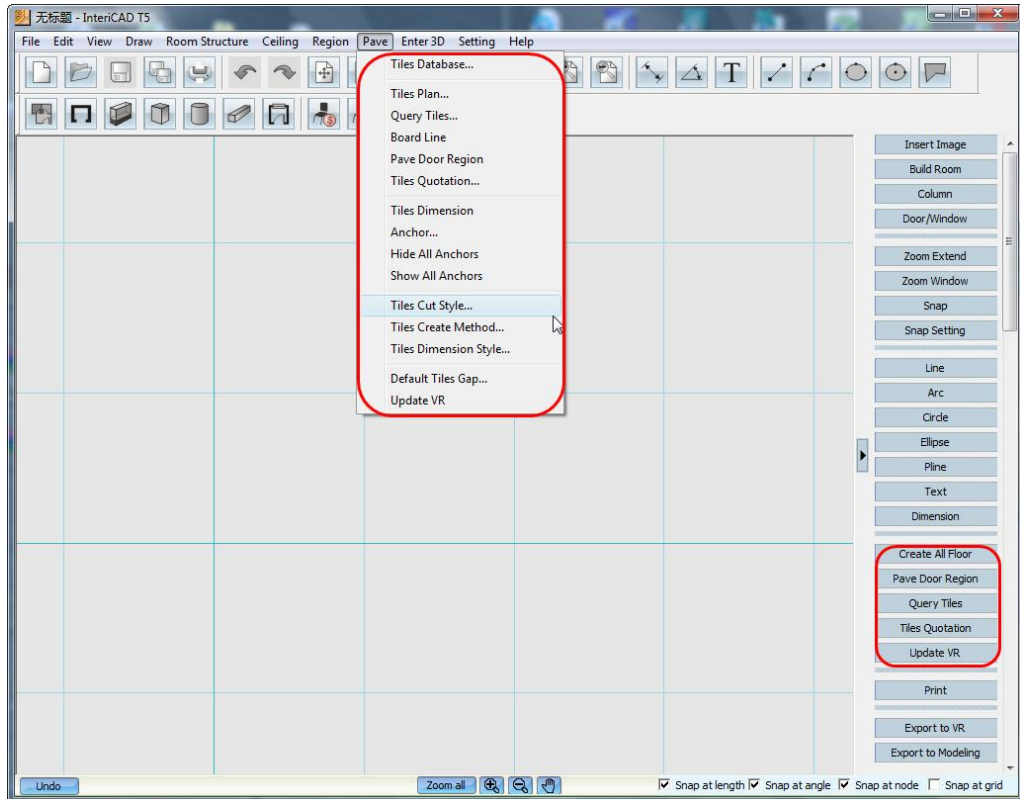 无标题 - InteriCAD T5
File Edit View Draw Room Structure Ceiling Region Pave Enter 3D Setting Help
Tiles Database...
Tiles Plan...
Query Tiles...
Board Line
Pave Door Region
Tiles Quotation...
Tiles Dimension
Anchor...
Hide All Anchors
Show All Anchors
Tiles Cut Style...
Tiles Create Method...
Tiles Dimension Style...
Default Tiles Gap...
Update VR
T
Insert Image
Build Room
Column
Door/Window
Zoom Extend
Zoom Window
Snap
Snap Setting
Line
Arc
Circle
Ellipse
Pline
Text
Dimension
Create All Floor
Pave Door Region
Query Tiles
Tiles Quotation
Update VR
Print
Export to VR
Export to Modeling
Undo Zoom all Snap at length Snap at angle Snap at node Snap at grid